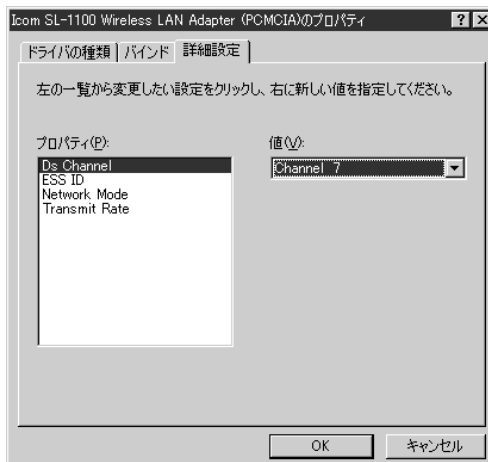 Icom SL-1100 Wireless LAN Adapter (PCMCIA)のプロパティ
ドライバの種類 バインド 詳細設定
左の一覧から変更したい設定をクリックし、右に新しい値を指定してください。
プロパティ(P): 値(V):
Ds Channel Channel 7
ESS ID
Network Mode
Transmit Rate
OK キャンセル